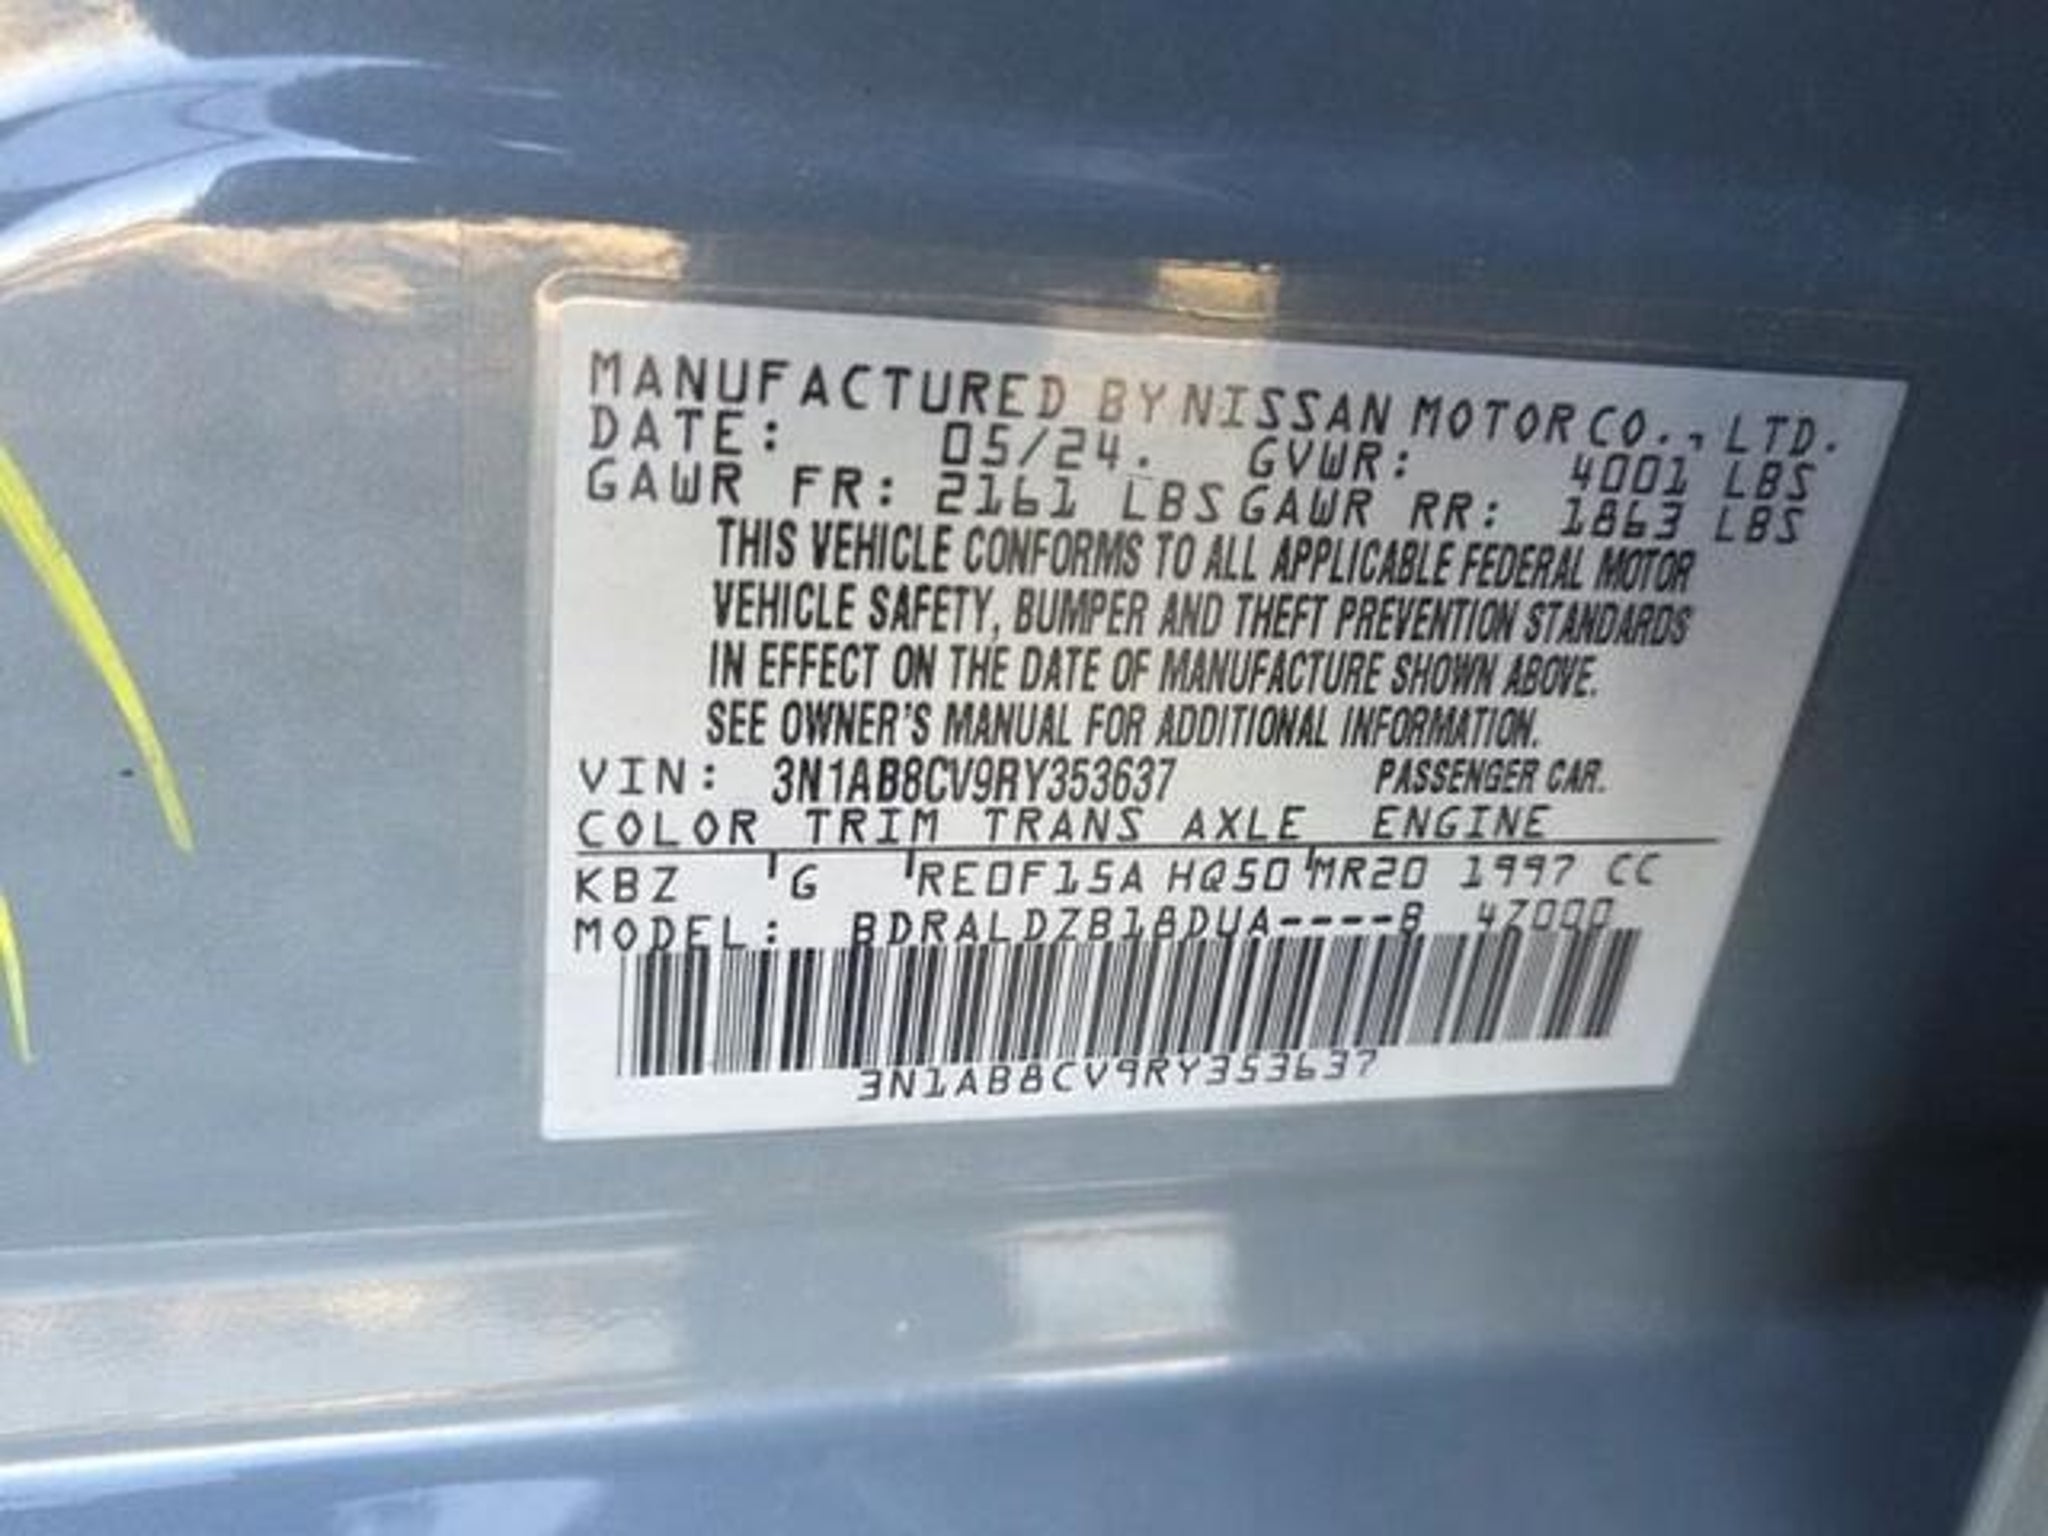 MANUFACTURED BY NISSAN MOTOR CO., LTD.
DATE: 05/24. GVWR: 4001 LBS
GAWR FR: 2161 LBS GAWR RR: 1863 LBS
THIS VEHICLE CONFORMS TO ALL APPLICABLE FEDERAL MOTOR
VEHICLE SAFETY, BUMPER AND THEFT PREVENTION STANDARDS
IN EFFECT ON THE DATE OF MANUFACTURE SHOWN ABOVE.
SEE OWNER'S MANUAL FOR ADDITIONAL INFORMATION.
VIN: 3N1AB8CV9RY353637 PASSENGER CAR.
COLOR TRIM TRANS AXLE ENGINE
KBZ G RE0F15A HQ50 MR20 1997 CC
MODEL: BDRALDZB18DUA----B 4Z000
3N1AB8CV9RY353637